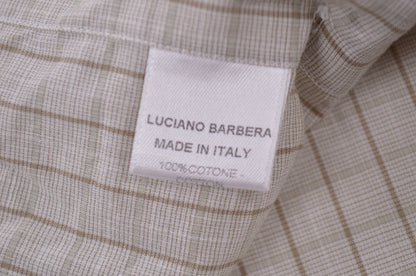 LUCIANO BARBERA
MADE IN ITALY
100%COTONE -